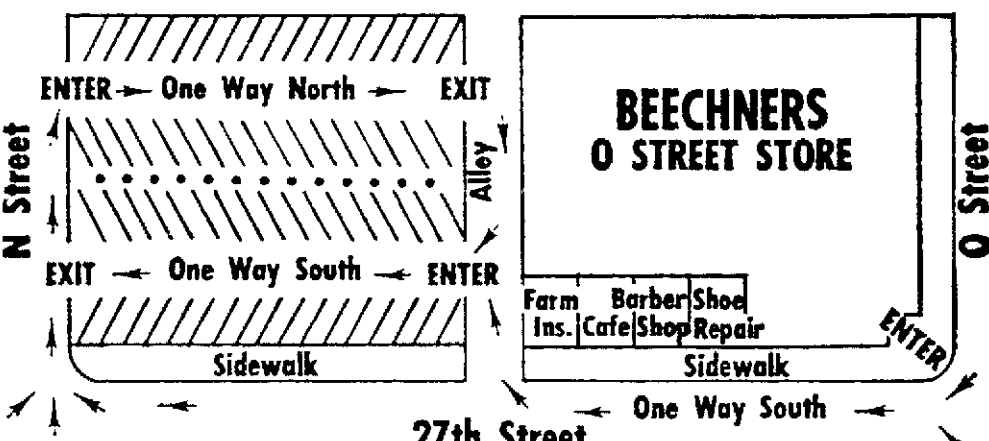 ENTER One Way North EXIT
N Street
Alley
EXIT One Way South ENTER
Sidewalk
BEECHNERS
O STREET STORE
O Street
Farm Ins.
Cafe
Barber Shop
Shoe Repair
ENTER
Sidewalk
One Way South
27th Street